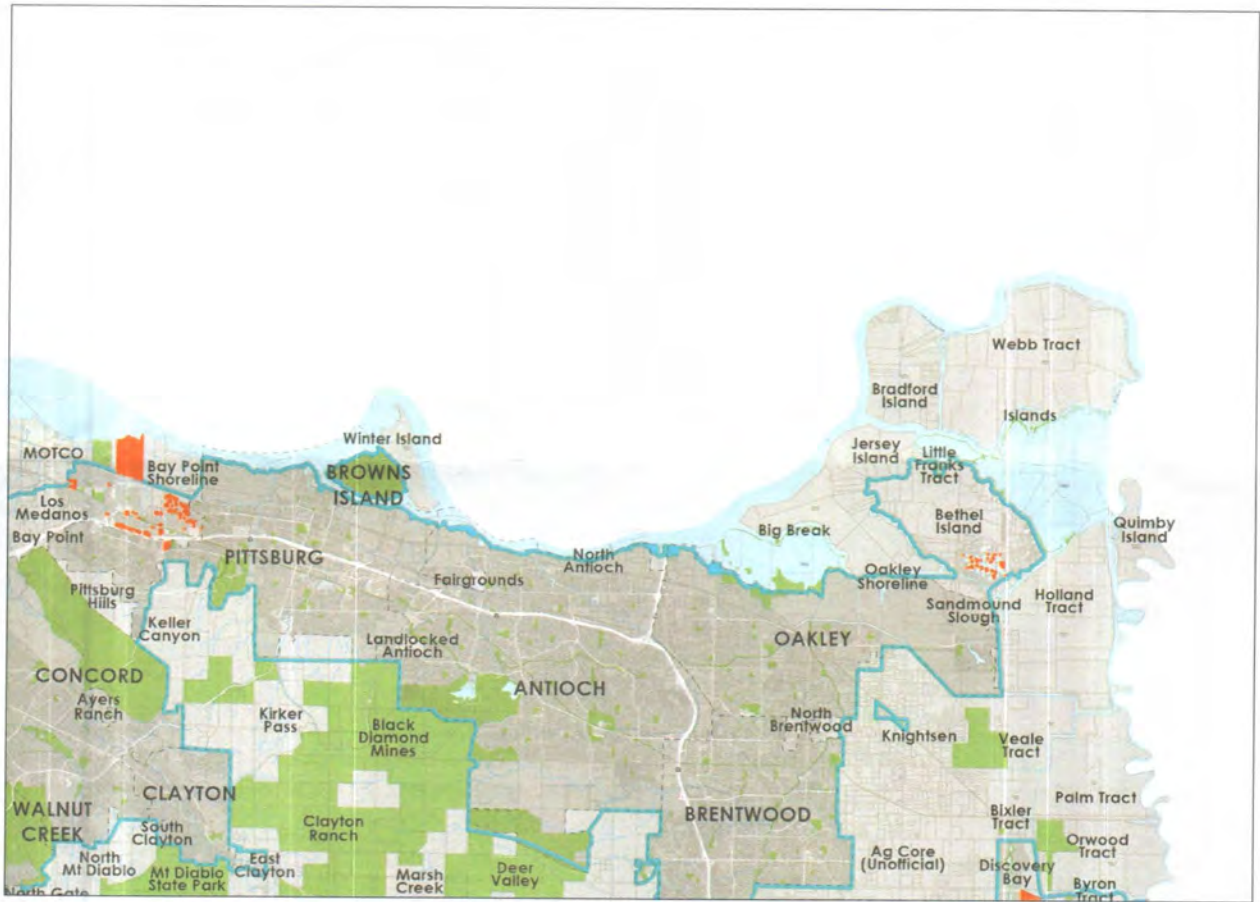 Webb Tract
Bradford
Island
Islands
Winter Island
Jersey
Island
Little
Franks
Tract
MOTCO
Bay Point
Shoreline
BROWNS
ISLAND
Los
Medanos
Bethel
Island
Quimby
Island
Bay Point
Big Break
PITTSBURG
North
Antioch
Fairgrounds
Oakley
Shoreline
Holland
Tract
Pittsburg
Hills
Sandmound
Slough
Keller
Canyon
Landlocked
Antioch
OAKLEY
CONCORD
Ayers
Ranch
ANTIOCH
Kirker
Pass
Black
Diamond
Mines
North
Brentwood
Knightsen
Veale
Tract
CLAYTON
Palm Tract
WALNUT
CREEK
South
Clayton
Clayton
Ranch
BRENTWOOD
Bixler
Tract
Orwood
Tract
North
Mt Diablo
East
Clayton
Ag Core
(Unofficial)
Mt Diablo
State Park
Marsh
Creek
Deer
Valley
Discovery
Bay
Byron
Tract
North Gate